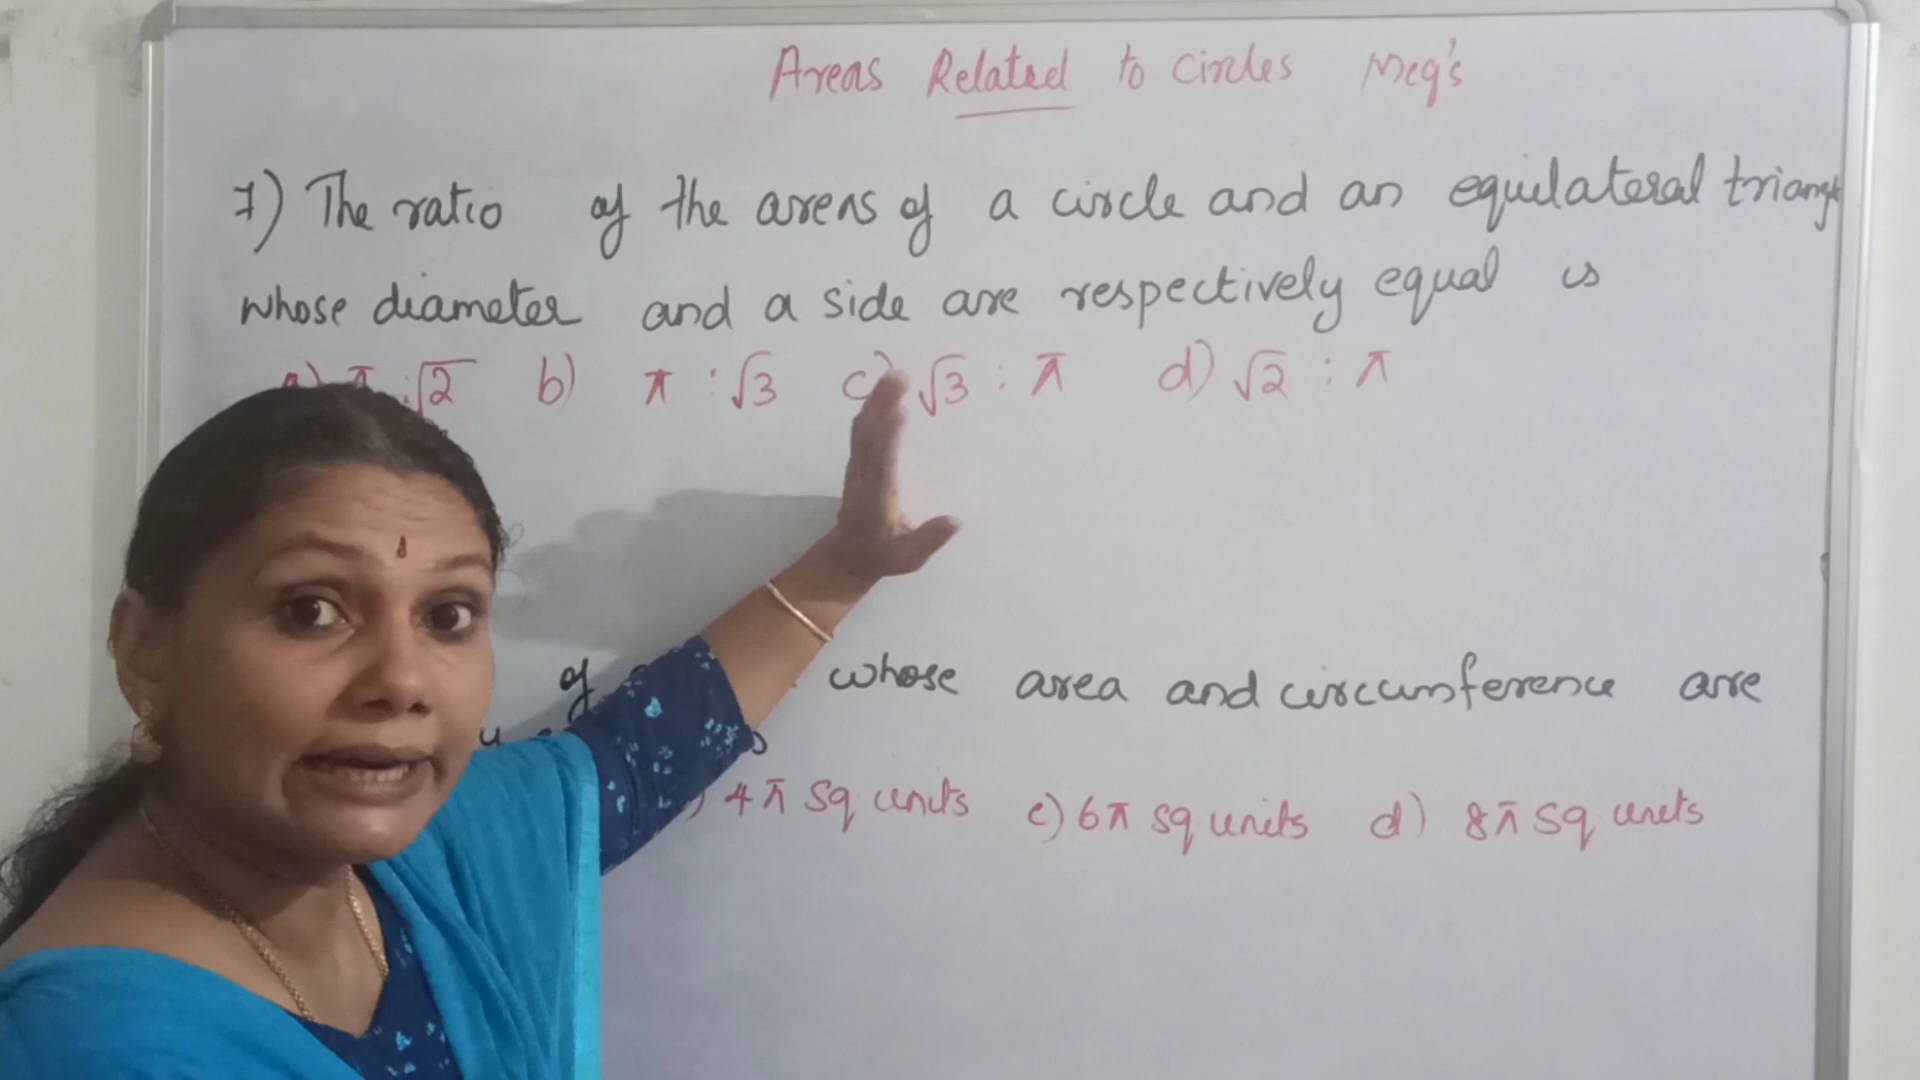 Areas Related to Circles Mcq's
7) The ratio of the areas of a circle and an equilateral triangle
whose diameter and a side are respectively equal is
a) π : √2 b) π : √3 c) √3 : π d) √2 : π
of whose area and circumference are
4π sq units c) 6π sq units d) 8π sq units